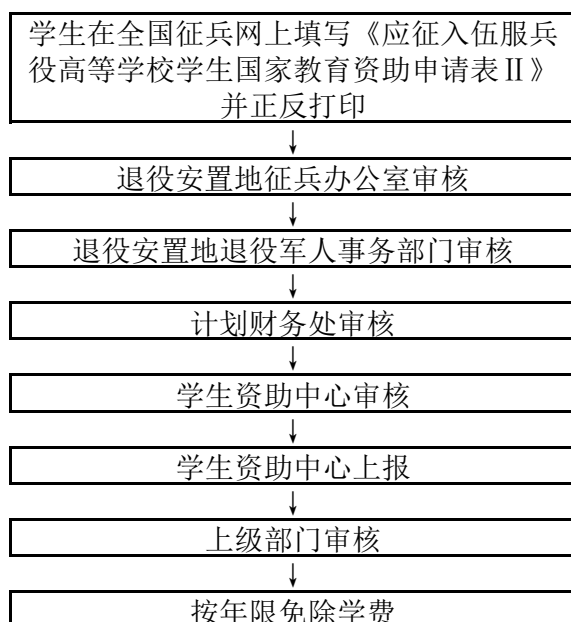 学生在全国征兵网上填写《应征入伍服兵
役高等学校学生国家教育资助申请表Ⅱ》
并正反打印
↓
退役安置地征兵办公室审核
↓
退役安置地退役军人事务部门审核
↓
计划财务处审核
↓
学生资助中心审核
↓
学生资助中心上报
↓
上级部门审核
↓
按年限免除学费